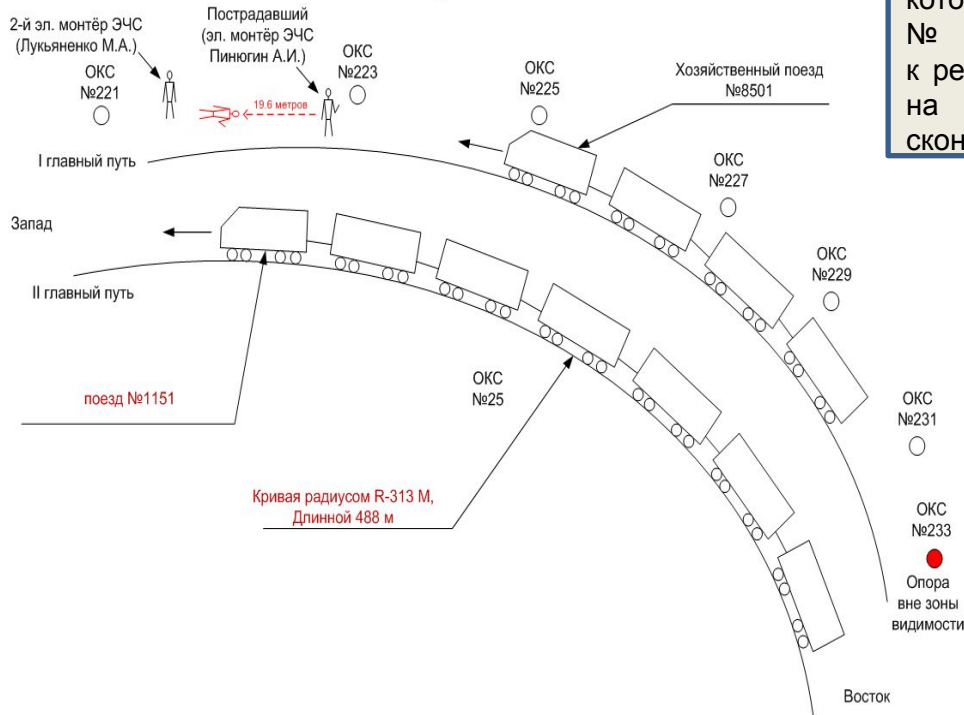 2-й эл. монтёр ЭЧС
(Лукьяненко М.А.)
Пострадавший
(эл. монтёр ЭЧС
Пинюгин А.И.)
ОКС
№221
ОКС
№223
19.6 метров
ОКС
№225
Хозяйственный поезд
№8501
№
к ре
на
скон
I главный путь
ОКС
№227
Запад
ОКС
№229
II главный путь
поезд №1151
ОКС
№25
ОКС
№231
Кривая радиусом R-313 М,
Длинной 488 м
ОКС
№233
Опора
вне зоны
видимости
Восток